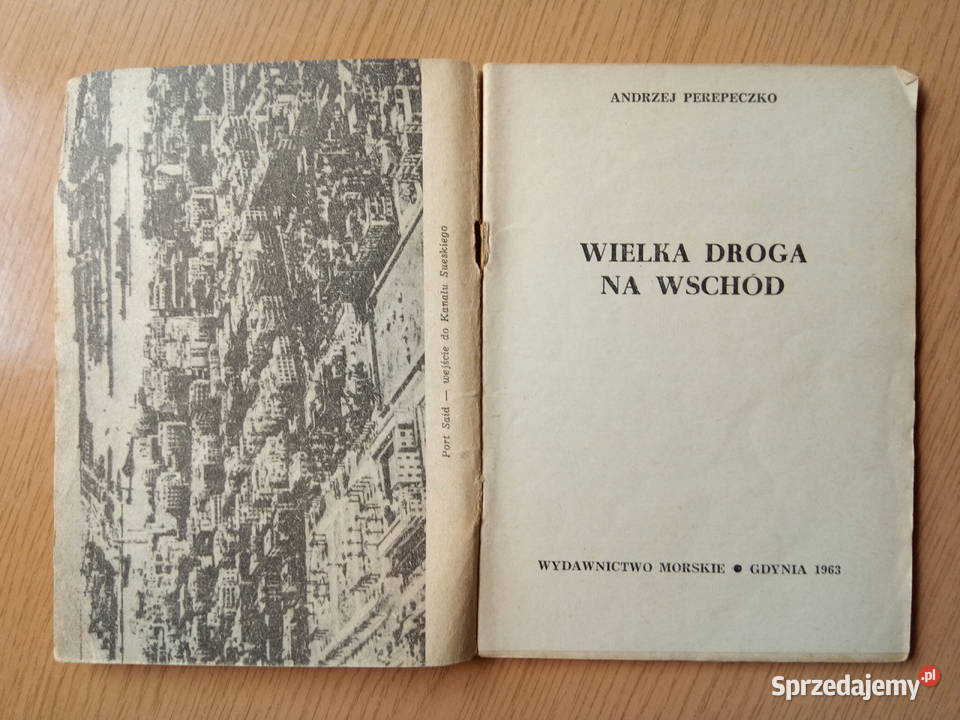 Port Said — wejście do Kanału Sueskiego
ANDRZEJ PEREPECZKO
WIELKA DROGA
NA WSCHÓD
WYDAWNICTWO MORSKIE • GDYNIA 1963
Sprzedajemy.pl